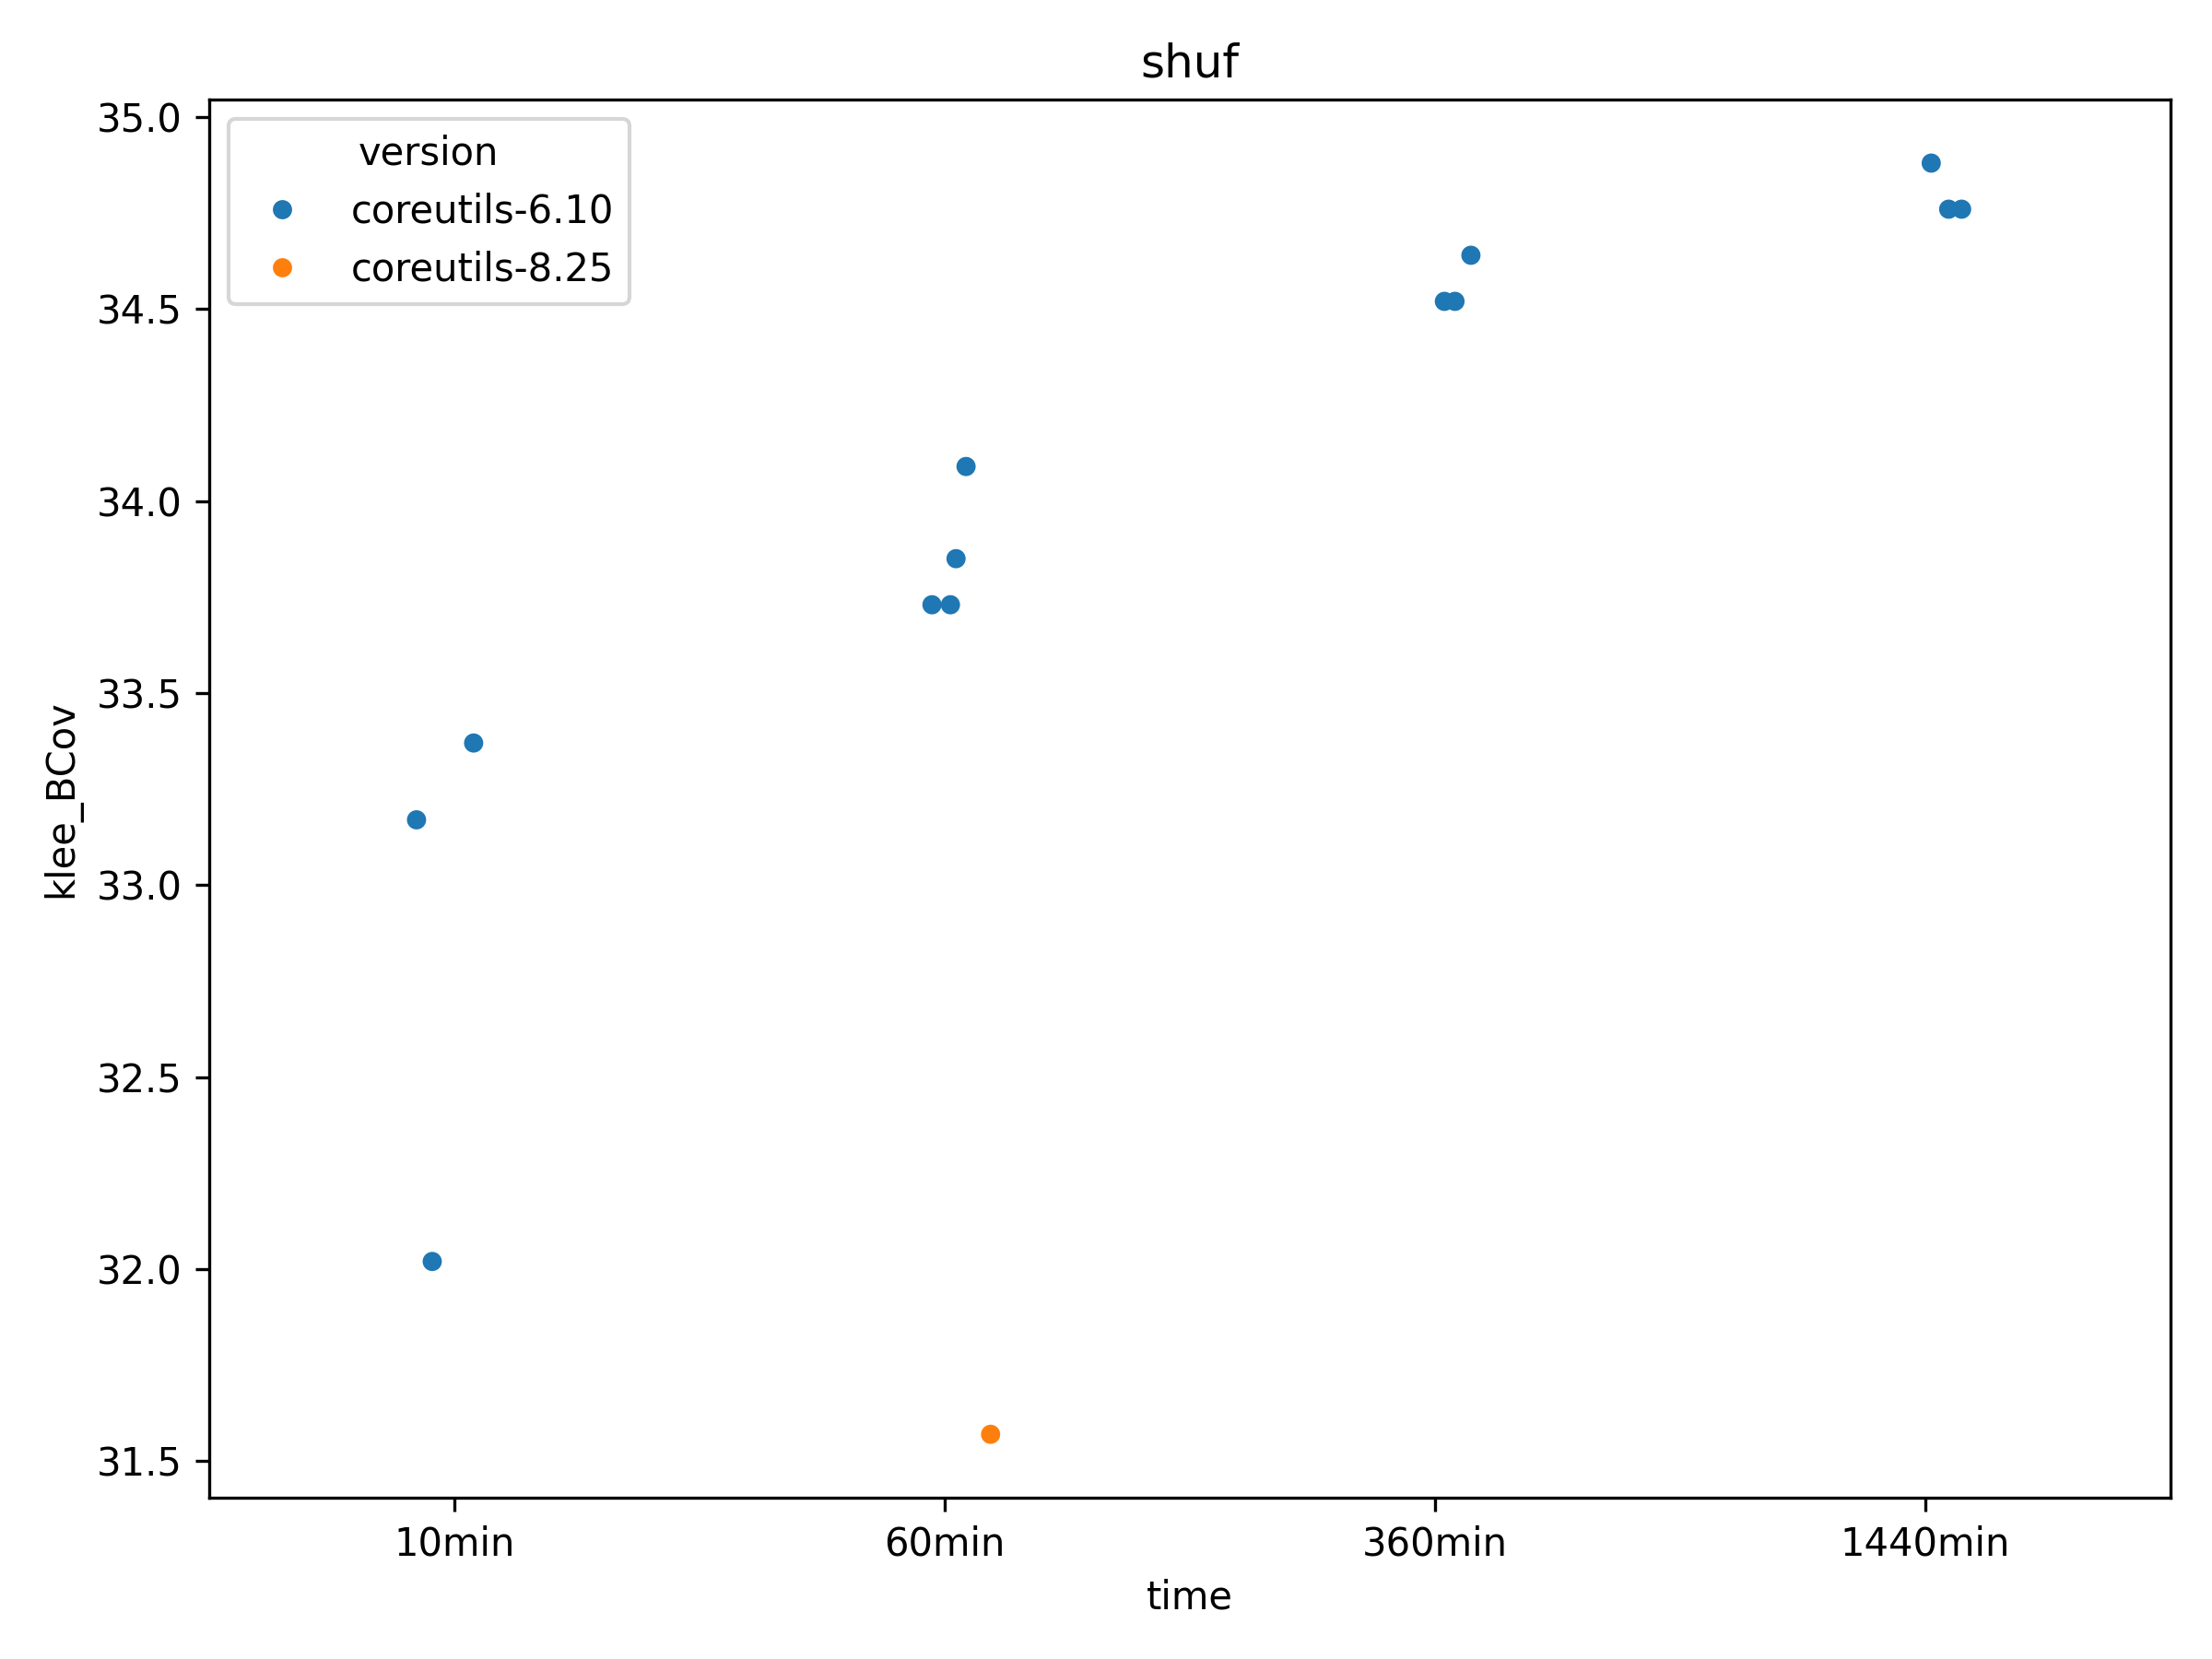 shuf
version
coreutils-6.10
coreutils-8.25
35.0
34.5
34.0
33.5
33.0
32.5
32.0
31.5
klee_BCov
10min
60min
360min
1440min
time